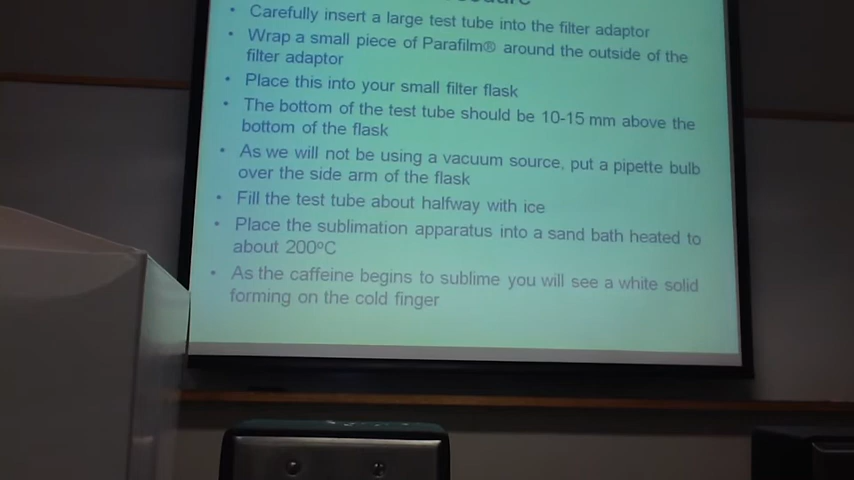 • Carefully insert a large test tube into the filter adaptor
• Wrap a small piece of Parafilm® around the outside of the
filter adaptor
• Place this into your small filter flask
• The bottom of the test tube should be 10-15 mm above the
bottom of the flask
• As we will not be using a vacuum source, put a pipette bulb
over the side arm of the flask
• Fill the test tube about halfway with ice
• Place the sublimation apparatus into a sand bath heated to
about 200ºC
• As the caffeine begins to sublime you will see a white solid
forming on the cold finger